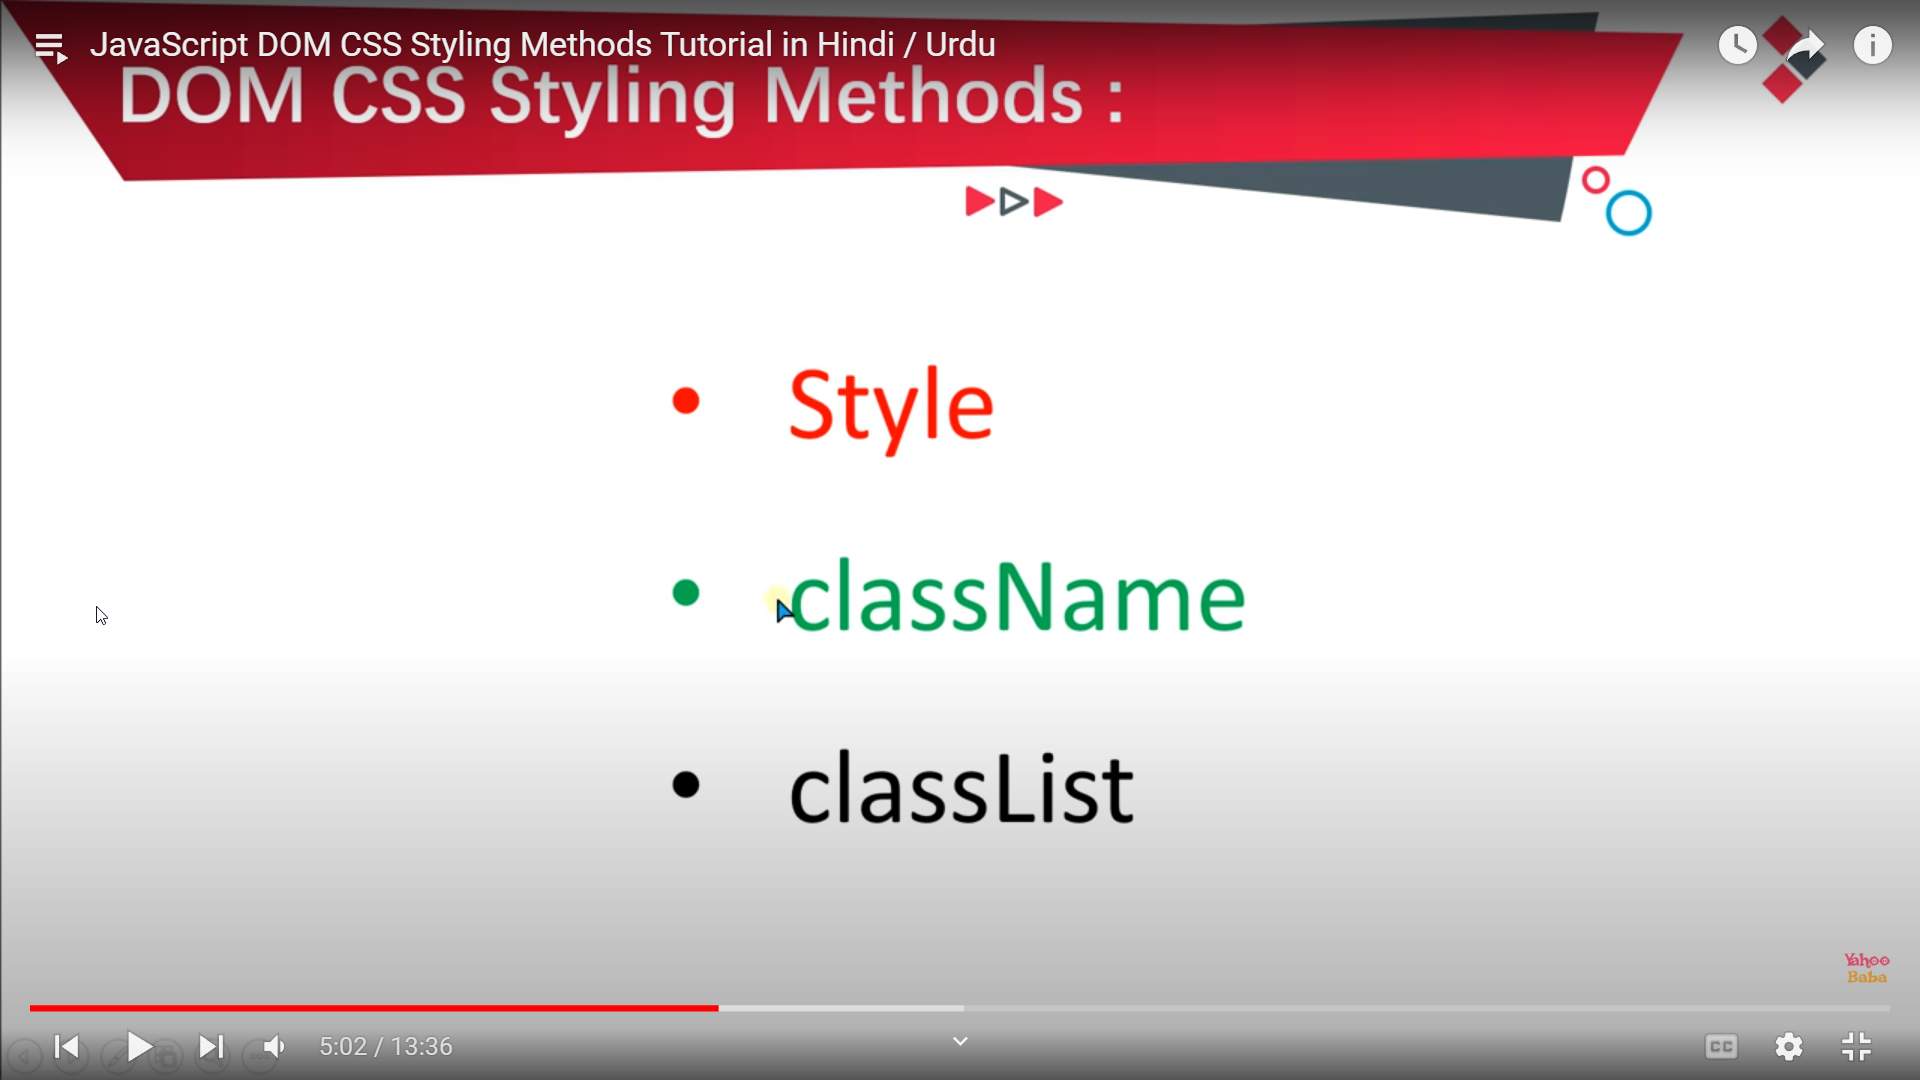 JavaScript DOM CSS Styling Methods Tutorial in Hindi / Urdu
DOM CSS Styling Methods :
• Style
• className
• classList
Yahoo
Baba
5:02 / 13:36
CC